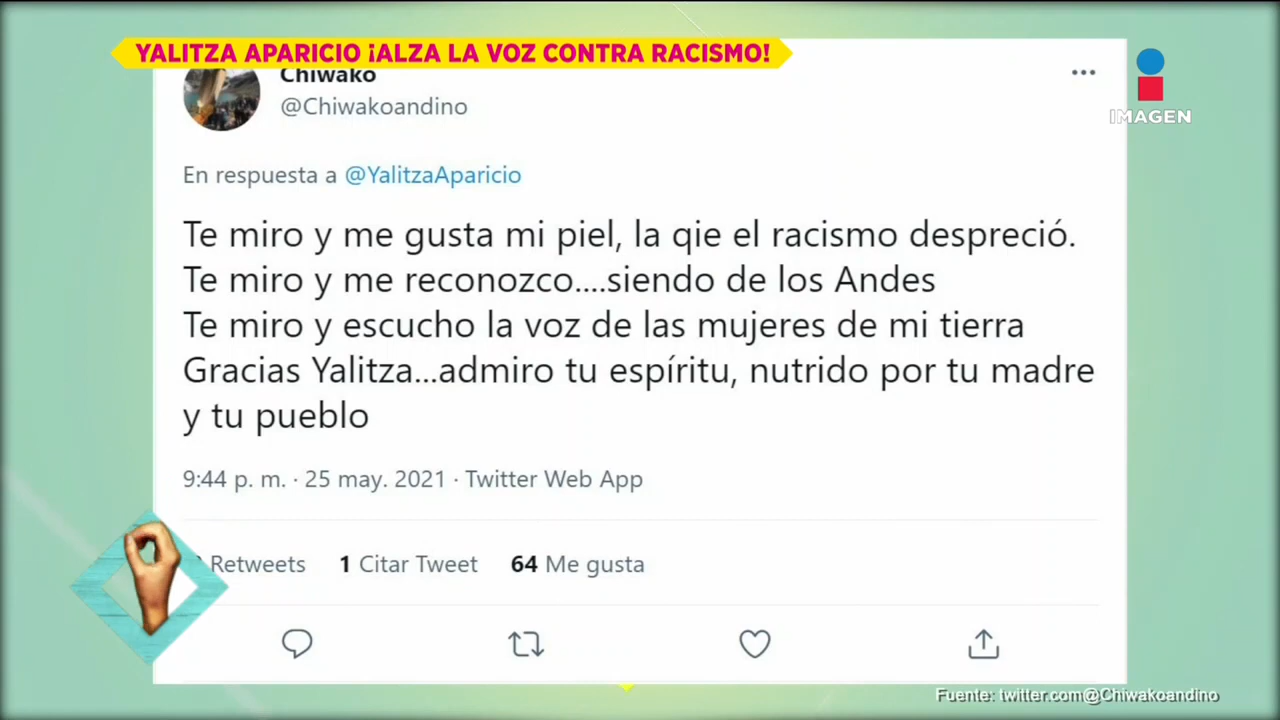 YALITZA APARICIO ¡ALZA LA VOZ CONTRA RACISMO!
Chiwako
@Chiwakoandino
IMAGEN
En respuesta a @YalitzaAparicio
Te miro y me gusta mi piel, la qie el racismo despreció.
Te miro y me reconozco....siendo de los Andes
Te miro y escucho la voz de las mujeres de mi tierra
Gracias Yalitza...admiro tu espíritu, nutrido por tu madre
y tu pueblo
9:44 p. m. · 25 may. 2021 · Twitter Web App
Retweets 1 Citar Tweet 64 Me gusta
Fuente: twitter.com@Chiwakoandino